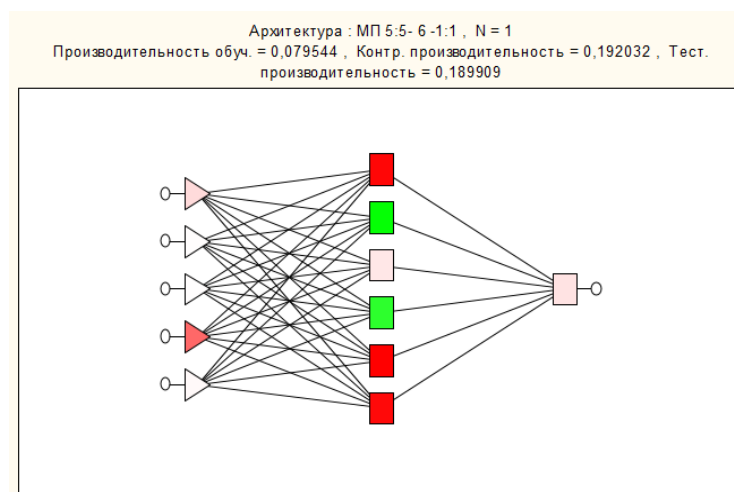 Архитектура : МП 5:5- 6 -1:1 , N = 1
Производительность обуч. = 0,079544 , Контр. производительность = 0,192032 , Тест.
производительность = 0,189909